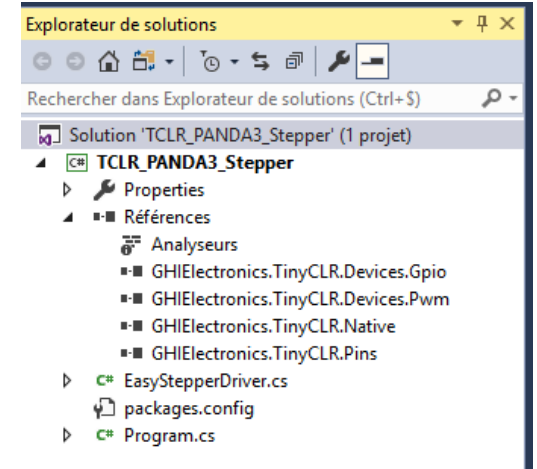 Explorateur de solutions
Rechercher dans Explorateur de solutions (Ctrl+$)
Solution 'TCLR_PANDA3_Stepper' (1 projet)
C# TCLR_PANDA3_Stepper
Properties
Références
Analyseurs
GHIElectronics.TinyCLR.Devices.Gpio
GHIElectronics.TinyCLR.Devices.Pwm
GHIElectronics.TinyCLR.Native
GHIElectronics.TinyCLR.Pins
C# EasyStepperDriver.cs
packages.config
C# Program.cs